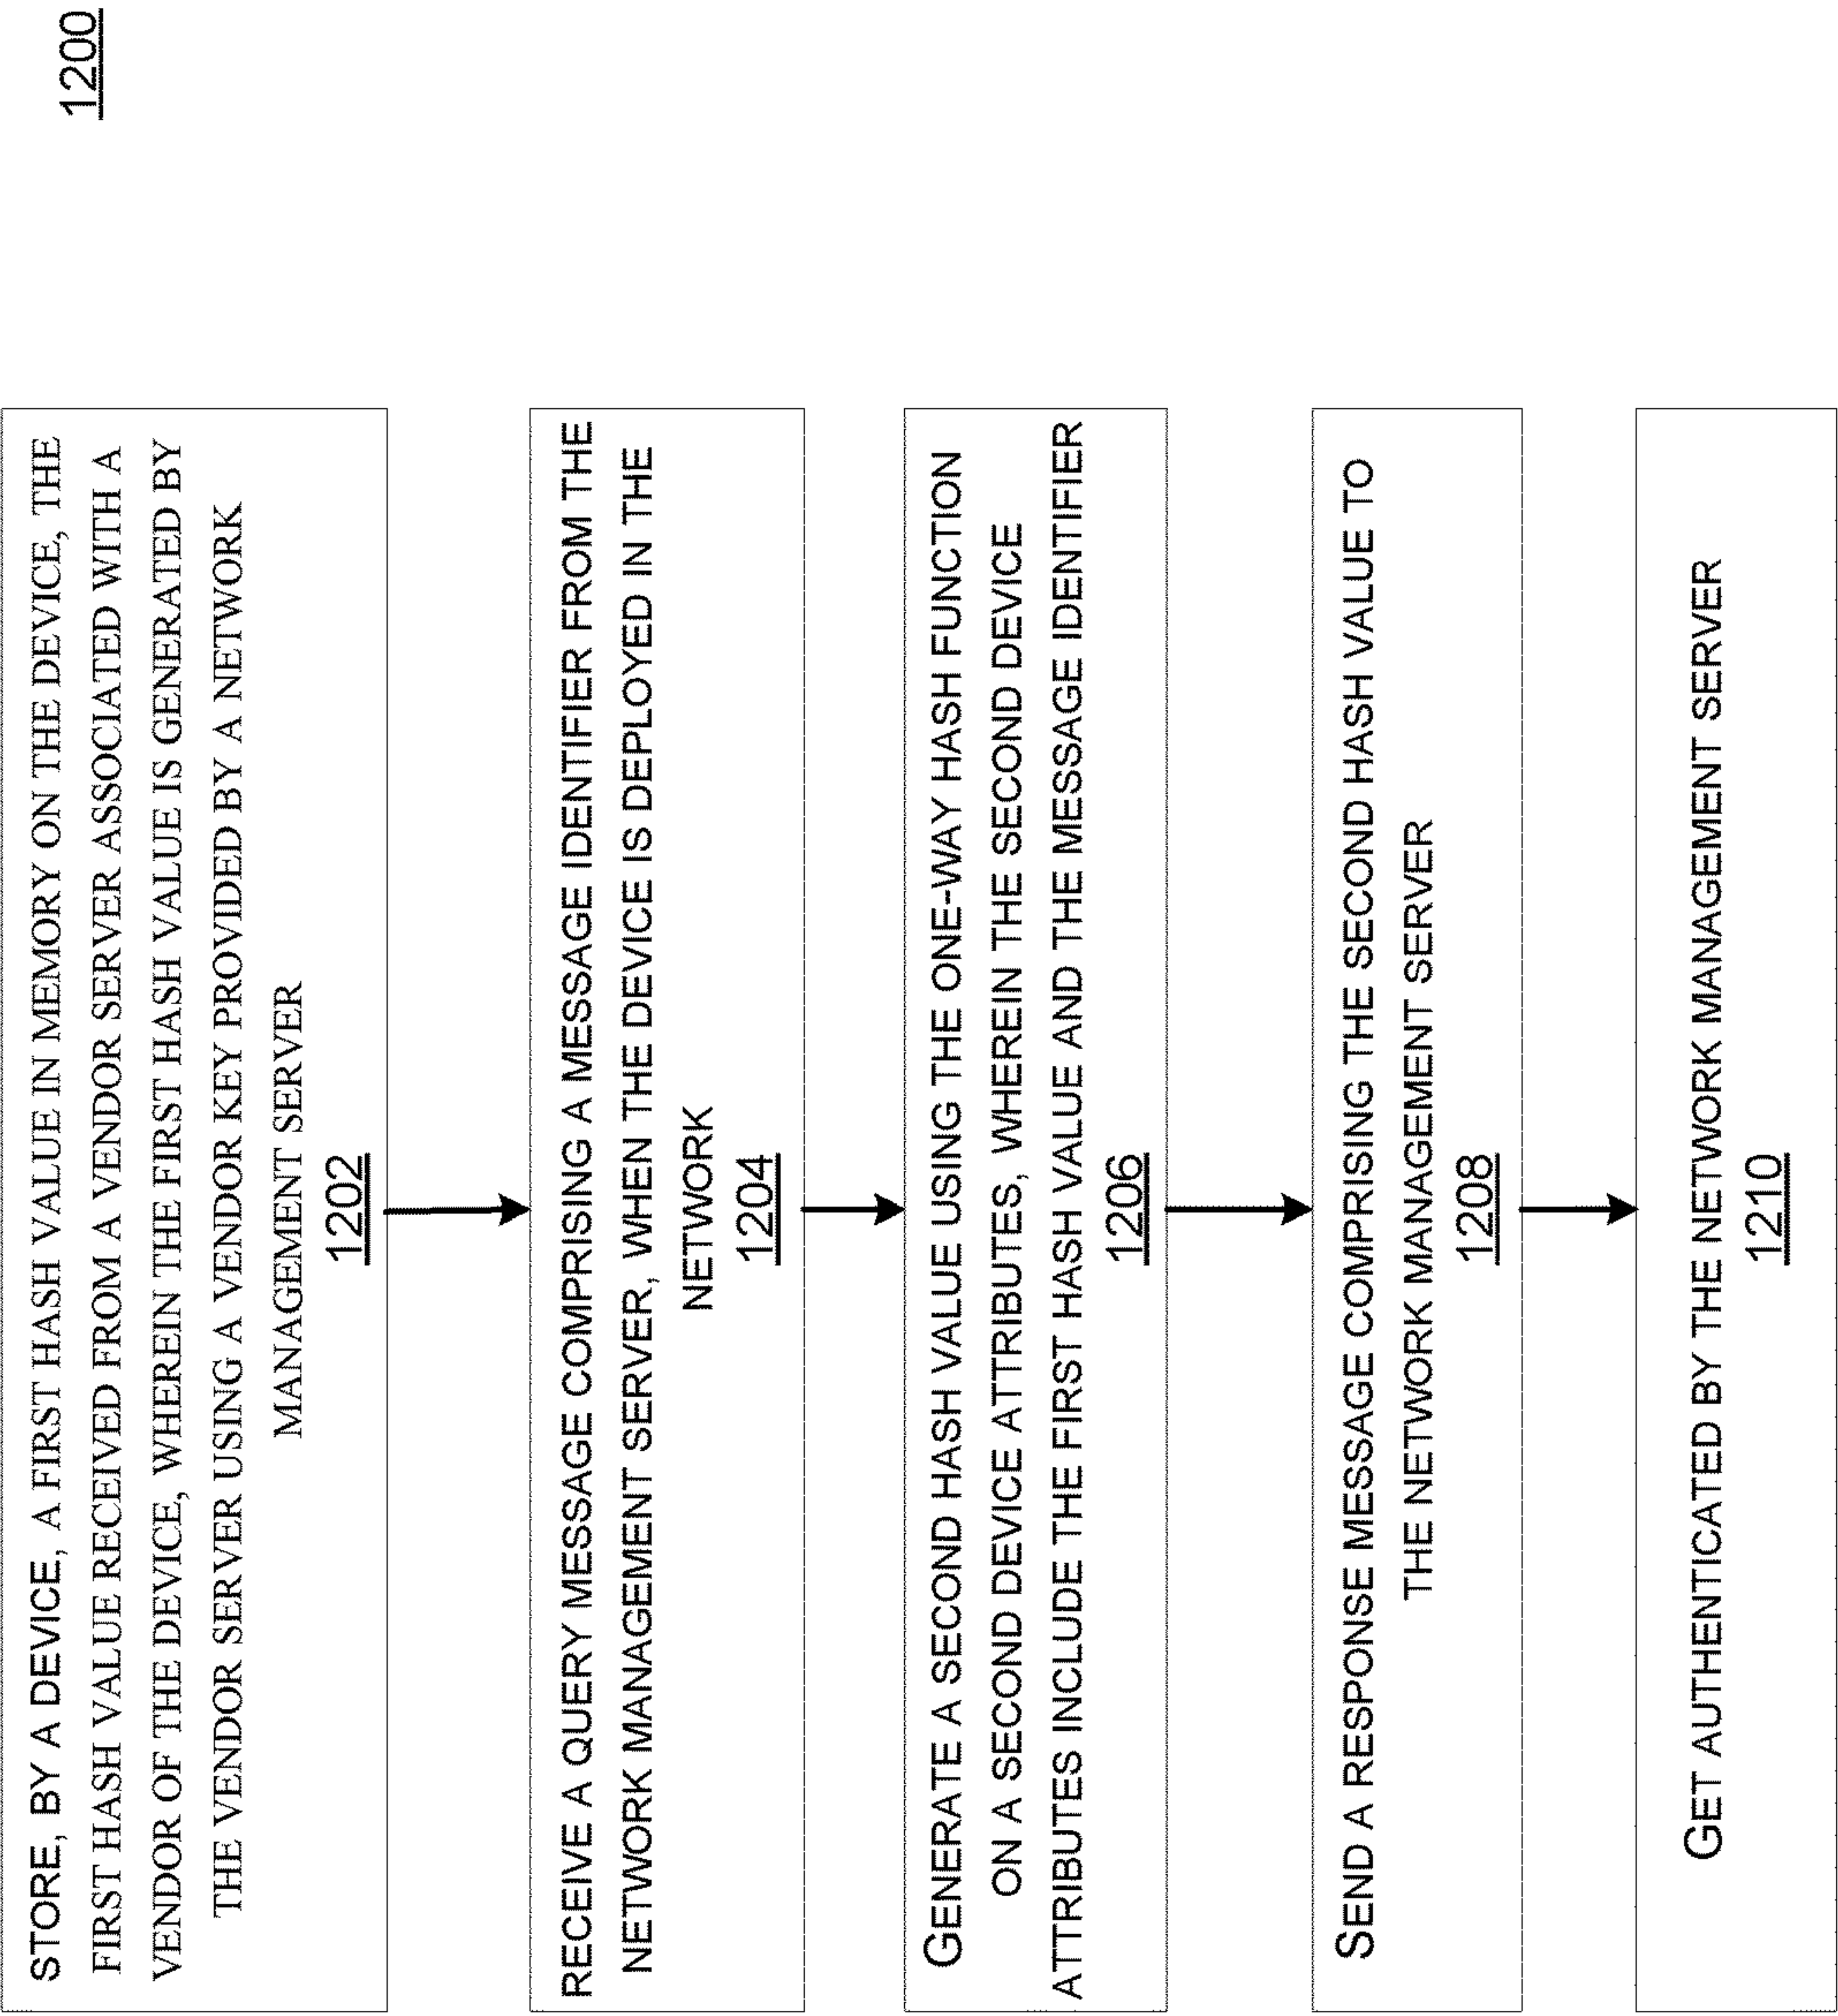 1200
STORE, BY A DEVICE, A FIRST HASH VALUE IN MEMORY ON THE DEVICE, THE
FIRST HASH VALUE RECEIVED FROM A VENDOR SERVER ASSOCIATED WITH A
VENDOR OF THE DEVICE, WHEREIN THE FIRST HASH VALUE IS GENERATED BY
THE VENDOR SERVER USING A VENDOR KEY PROVIDED BY A NETWORK
MANAGEMENT SERVER
1202
RECEIVE A QUERY MESSAGE COMPRISING A MESSAGE IDENTIFIER FROM THE
NETWORK MANAGEMENT SERVER, WHEN THE DEVICE IS DEPLOYED IN THE
NETWORK
1204
GENERATE A SECOND HASH VALUE USING THE ONE-WAY HASH FUNCTION
ON A SECOND DEVICE ATTRIBUTES, WHEREIN THE SECOND DEVICE
ATTRIBUTES INCLUDE THE FIRST HASH VALUE AND THE MESSAGE IDENTIFIER
1206
SEND A RESPONSE MESSAGE COMPRISING THE SECOND HASH VALUE TO
THE NETWORK MANAGEMENT SERVER
1208
GET AUTHENTICATED BY THE NETWORK MANAGEMENT SERVER
1210